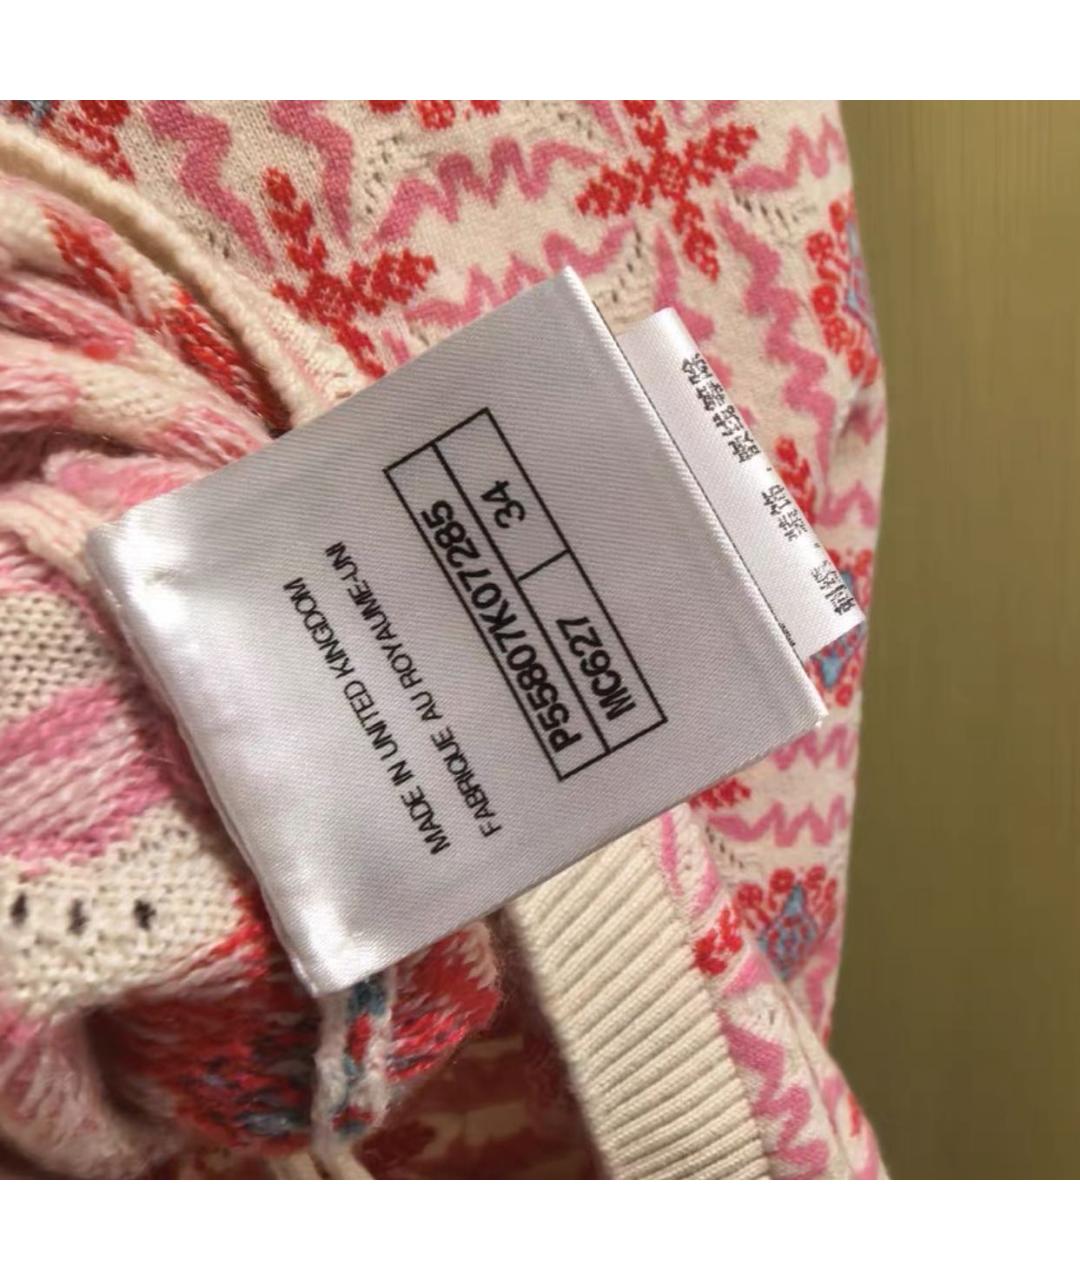 P55807K07285
MC627 34
MADE IN UNITED KINGDOM
FABRIQUE AU ROYAUME-UNI